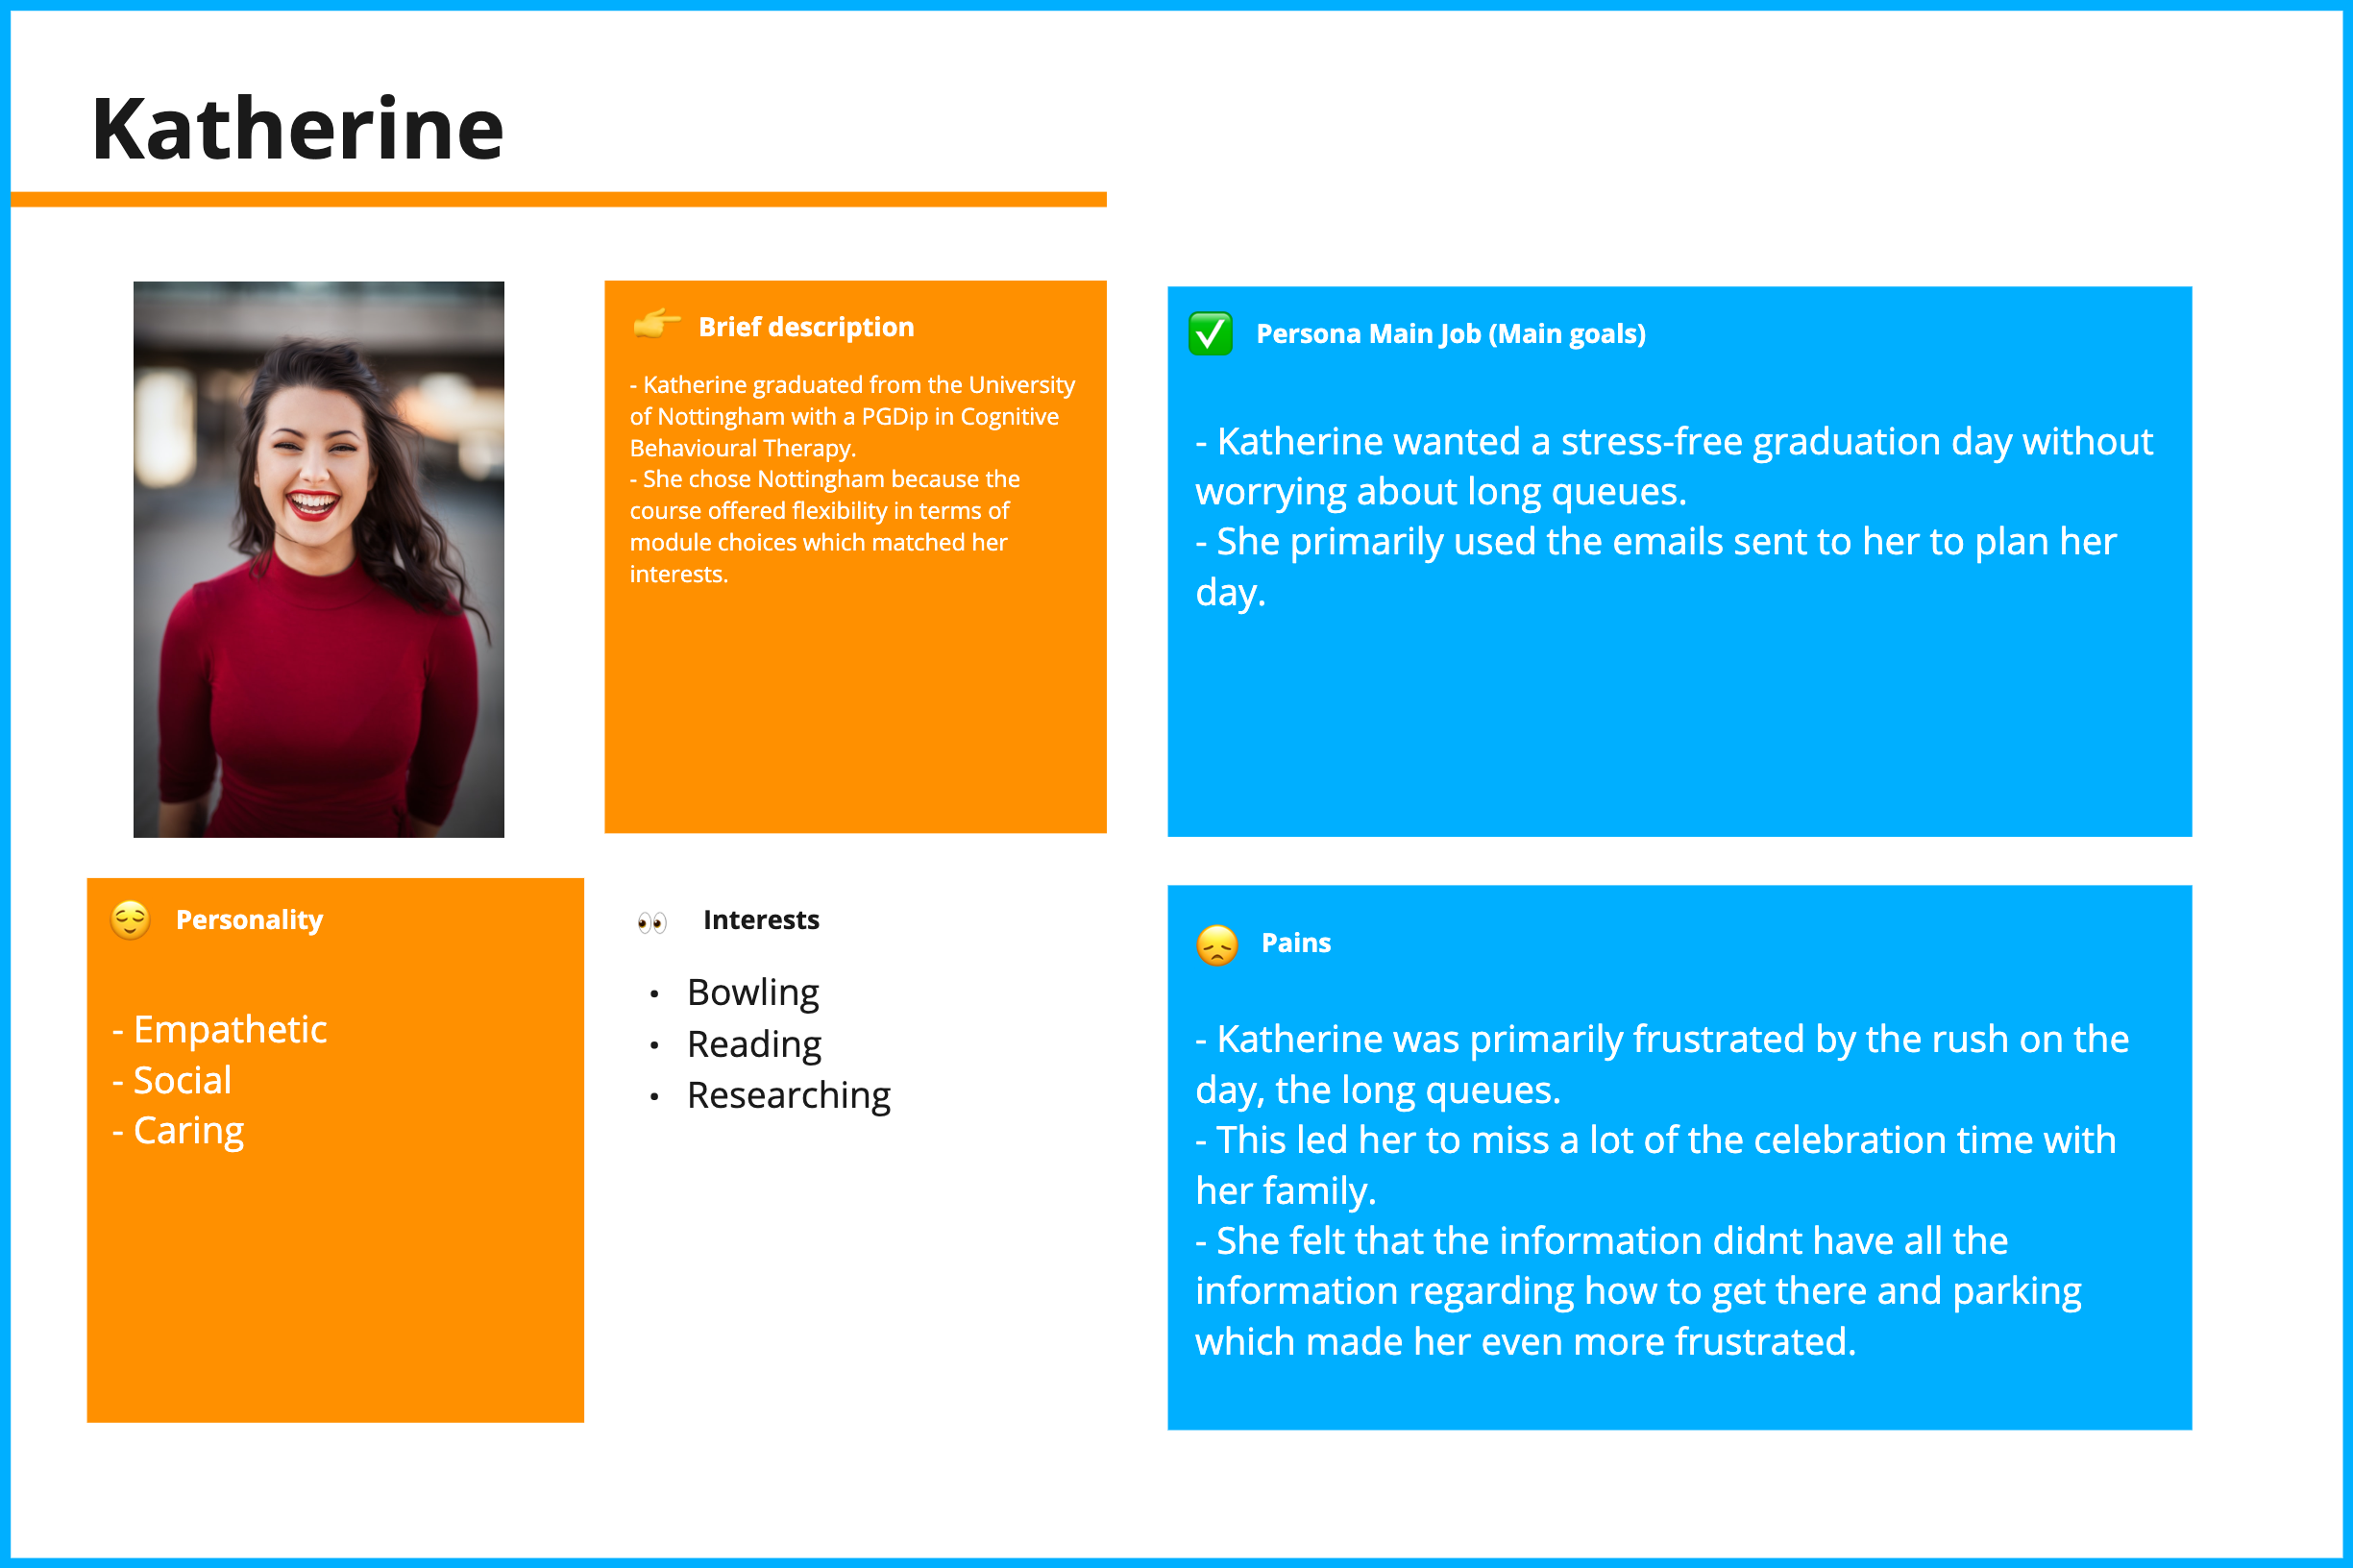 Katherine
Brief description
- Katherine graduated from the University
of Nottingham with a PGDip in Cognitive
Behavioural Therapy.
- She chose Nottingham because the
course offered flexibility in terms of
module choices which matched her
interests.
Persona Main Job (Main goals)
- Katherine wanted a stress-free graduation day without
worrying about long queues.
- She primarily used the emails sent to her to plan her
day.
Personality
- Empathetic
- Social
- Caring
Interests
• Bowling
• Reading
• Researching
Pains
- Katherine was primarily frustrated by the rush on the
day, the long queues.
- This led her to miss a lot of the celebration time with
her family.
- She felt that the information didnt have all the
information regarding how to get there and parking
which made her even more frustrated.